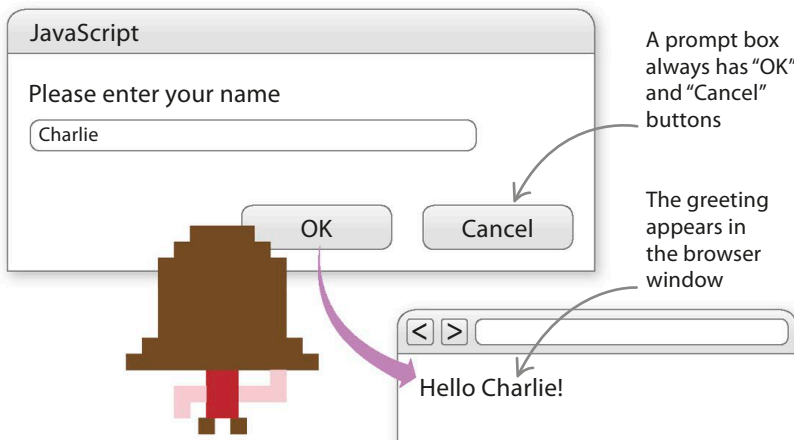 JavaScript
Please enter your name
Charlie
OK
Cancel
A prompt box
always has “OK”
and “Cancel”
buttons
The greeting
appears in
the browser
window
< >
Hello Charlie!